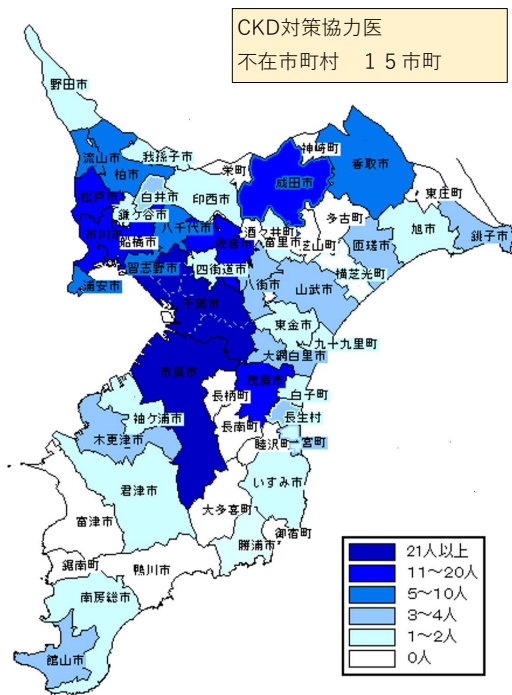 CKD対策協力医
不在市町村　１５市町
野田市
流山市
我孫子市
柏市
栄町
神崎町
成田市
香取市
松戸市
白井市
印西市
東庄町
鎌ケ谷市
多古町
市川市
八千代市
酒々井町
旭市
銚子市
船橋市
佐倉市
富里市
芝山町
匝瑳市
習志野市
四街道市
横芝光町
浦安市
八街市
山武市
千葉市
東金市
九十九里町
大網白里市
市原市
茂原市
長柄町
白子町
袖ケ浦市
長生村
木更津市
長南町
睦沢町
一宮町
君津市
いすみ市
大多喜町
富津市
御宿町
勝浦市
鋸南町
鴨川市
南房総市
館山市
21人以上
11～20人
5～10人
3～4人
1～2人
0人